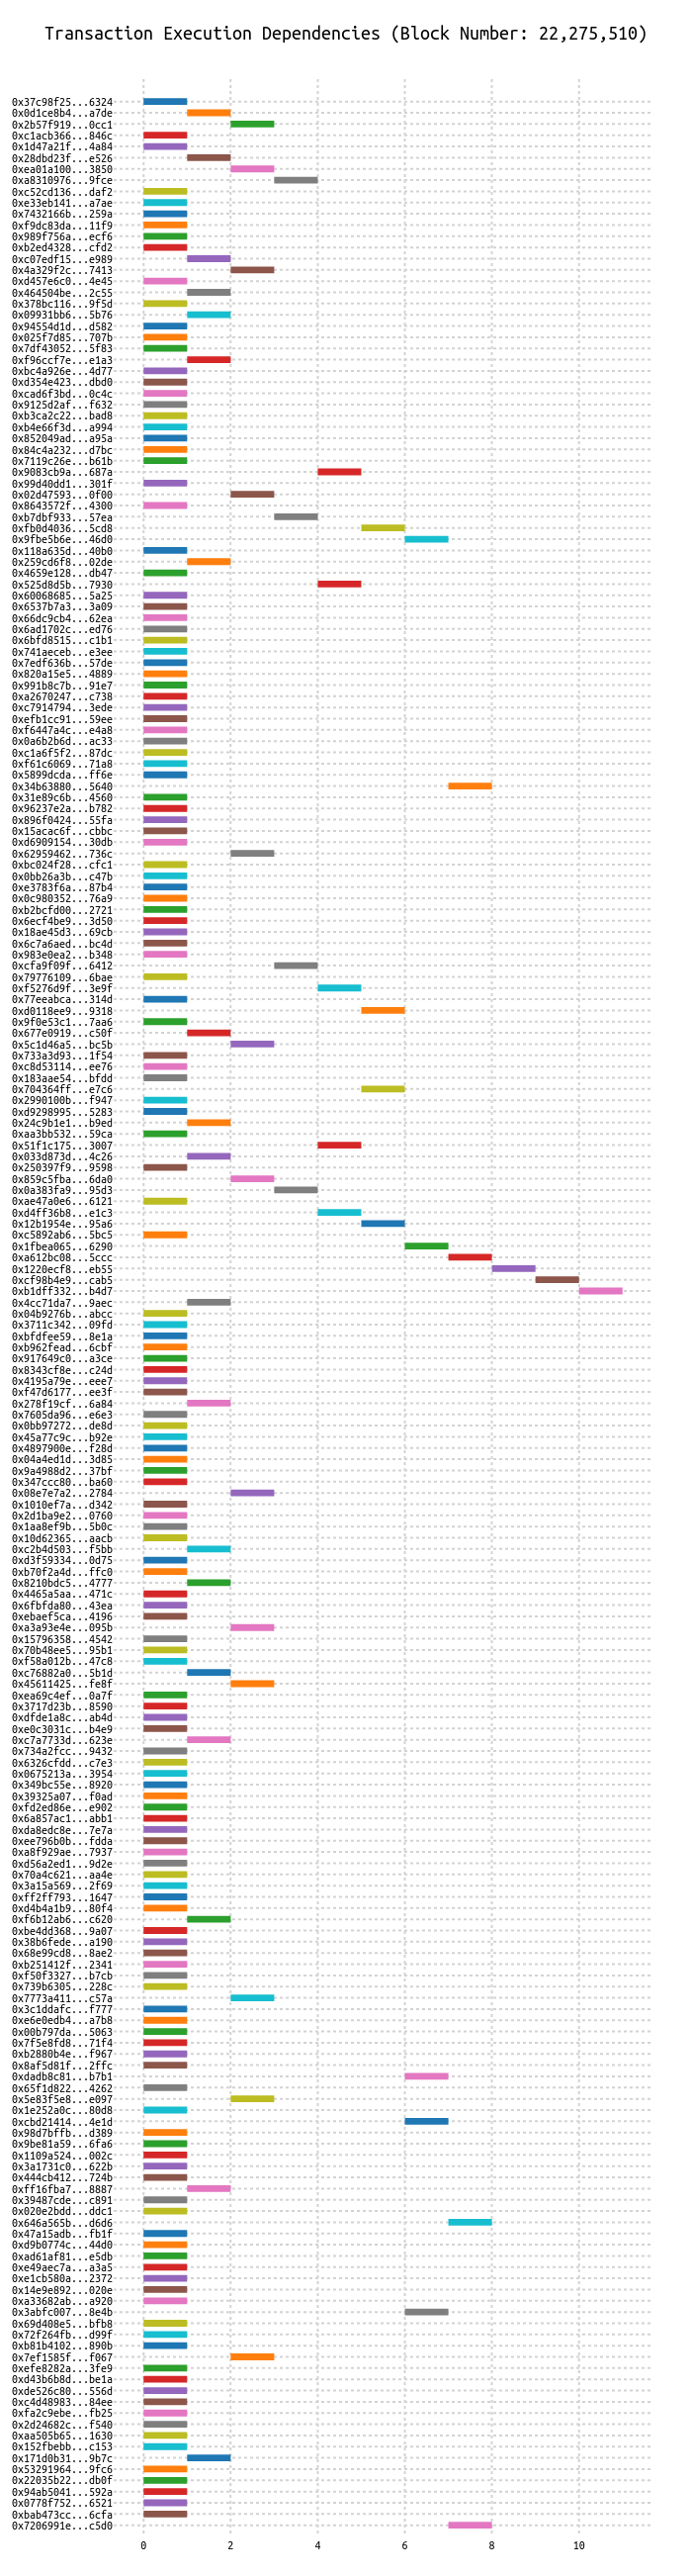 Transaction Execution Dependencies (Block Number: 22,275,510)
0x37c98f25...6324
0x0d1ce8b4...a7de
0x2b57f919...0cc1
0xc1acb366...846c
0x1d47a21f...4a84
0x28dbd23f...e526
0xea01a100...3850
0xa8310976...9fce
0xc52cd136...daf2
0xe33eb141...a7ae
0x7432166b...259a
0xf9dc83da...11f9
0x989f756a...ecf6
0xb2ed4328...cfd2
0xc07edf15...e989
0x4a329f2c...7413
0xd457e6c0...4e45
0x464504be...2c55
0x378bc116...9f5d
0x09931bb6...5b76
0x94554d1d...d582
0x025f7d85...707b
0x7df43052...5f83
0xf96ccf7e...e1a3
0xbc4a926e...4d77
0xd354e423...dbd0
0xcad6f3bd...0c4c
0x9125d2af...f632
0xb3ca2c22...bad8
0xb4e66f3d...a994
0x852049ad...a95a
0x84c4a232...d7bc
0x7119c26e...b61b
0x9083cb9a...687a
0x99d40dd1...301f
0x02d47593...0f00
0x8643572f...4300
0xb7dbf933...57ea
0xfb0d4036...5cd8
0x9fbe5b6e...46d0
0x118a635d...40b0
0x259cd6f8...02de
0x4659e128...db47
0x525d8d5b...7930
0x60068685...5a25
0x6537b7a3...3a09
0x66dc9cb4...62ea
0x6ad1702c...ed76
0x6bfd8515...c1b1
0x741aeceb...e3ee
0x7edf636b...57de
0x820a15e5...4889
0x991b8c7b...91e7
0xa2670247...c738
0xc7914794...3ede
0xefb1cc91...59ee
0xf6447a4c...e4a8
0x0a6b2b6d...ac33
0xc1a6f5f2...87dc
0xf61c6069...71a8
0x5899dcda...ff6e
0x34b63880...5640
0x31e89c6b...4560
0x96237e2a...b782
0x896f0424...55fa
0x15acac6f...cbbc
0xd6909154...30db
0x62959462...736c
0xbc024f28...cfc1
0x0bb26a3b...c47b
0xe3783f6a...87b4
0x0c980352...76a9
0xb2bcfd00...2721
0x6ecf4be9...3d50
0x18ae45d3...69cb
0x6c7a6aed...bc4d
0x983e0ea2...b348
0xcfa9f09f...6412
0x79776109...6bae
0xf5276d9f...3e9f
0x77eeabca...314d
0xd0118ee9...9318
0x9f0e53c1...7aa6
0x677e0919...c50f
0x5c1d46a5...bc5b
0x733a3d93...1f54
0xc8d53114...ee76
0x183aae54...bfdd
0x704364ff...e7c6
0x2990100b...f947
0xd9298995...5283
0x24c9b1e1...b9ed
0xaa3bb532...59ca
0x51f1c175...3007
0x033d873d...4c26
0x250397f9...9598
0x859c5fba...6da0
0x0a383fa9...95d3
0xae47a0e6...6121
0xd4ff36b8...e1c3
0x12b1954e...95a6
0xc5892ab6...5bc5
0x1fbea065...6290
0xa612bc08...5ccc
0x1220ecf8...eb55
0xcf98b4e9...cab5
0xb1dff332...b4d7
0x4cc71da7...9aec
0x04b9276b...abcc
0x3711c342...09fd
0xbfdfee59...8e1a
0xb962fead...6cbf
0x917649c0...a3ce
0x8343cf8e...c24d
0x4195a79e...eee7
0xf47d6177...ee3f
0x278f19cf...6a84
0x7605da96...e6e3
0x0bb97272...de8d
0x45a77c9c...b92e
0x4897900e...f28d
0x04a4ed1d...3d85
0x9a4988d2...37bf
0x347ccc80...ba60
0x08e7e7a2...2784
0x1010ef7a...d342
0x2d1ba9e2...0760
0x1aa8ef9b...5b0c
0x10d62365...aacb
0xc2b4d503...f5bb
0xd3f59334...0d75
0xb70f2a4d...ffc0
0x8210bdc5...4777
0x4465a5aa...471c
0x6fbfda80...43ea
0xebaef5ca...4196
0xa3a93e4e...095b
0x15796358...4542
0x70b48ee5...95b1
0xf58a012b...47c8
0xc76882a0...5b1d
0x45611425...fe8f
0xea69c4ef...0a7f
0x3717d23b...8590
0xdfde1a8c...ab4d
0xe0c3031c...b4e9
0xc7a7733d...623e
0x734a2fcc...9432
0x6326cfdd...c7e3
0x0675213a...3954
0x349bc55e...8920
0x39325a07...f0ad
0xfd2ed86e...e902
0x6a857ac1...abb1
0xda8edc8e...7e7a
0xee796b0b...fdda
0xa8f929ae...7937
0xd56a2ed1...9d2e
0x70a4c621...aa4e
0x3a15a569...2f69
0xff2ff793...1647
0xd4b4a1b9...80f4
0xf6b12ab6...c620
0xbe4dd368...9a07
0x38b6fede...a190
0x68e99cd8...8ae2
0xb251412f...2341
0xf50f3327...b7cb
0x739b6305...228c
0x7773a411...c57a
0x3c1ddafc...f777
0xe6e0edb4...a7b8
0x00b797da...5063
0x7f5e8fd8...71f4
0xb2880b4e...f967
0x8af5d81f...2ffc
0xdadb8c81...b7b1
0x65f1d822...4262
0x5e83f5e8...e097
0x1e252a0c...80d8
0xcbd21414...4e1d
0x98d7bffb...d389
0x9be81a59...6fa6
0x1109a524...002c
0x3a1731c0...622b
0x444cb412...724b
0xff16fba7...8887
0x39487cde...c891
0x020e2bdd...ddc1
0x646a565b...d6d6
0x47a15adb...fb1f
0xd9b0774c...44d0
0xad61af81...e5db
0xe49aec7a...a3a5
0xe1cb580a...2372
0x14e9e892...020e
0xa33682ab...a920
0x3abfc007...8e4b
0x69d408e5...bfb8
0x72f264fb...d99f
0xb81b4102...890b
0x7ef1585f...f067
0xefe8282a...3fe9
0xd43b6b8d...be1a
0xde526c80...556d
0xc4d48983...84ee
0xfa2c9ebe...fb25
0x2d24682c...f540
0xaa505b65...1630
0x152fbebb...c153
0x171d0b31...9b7c
0x53291964...9fc6
0x22035b22...db0f
0x94ab5041...592a
0x0778f752...6521
0xbab473cc...6cfa
0x7206991e...c5d0
0 2 4 6 8 10